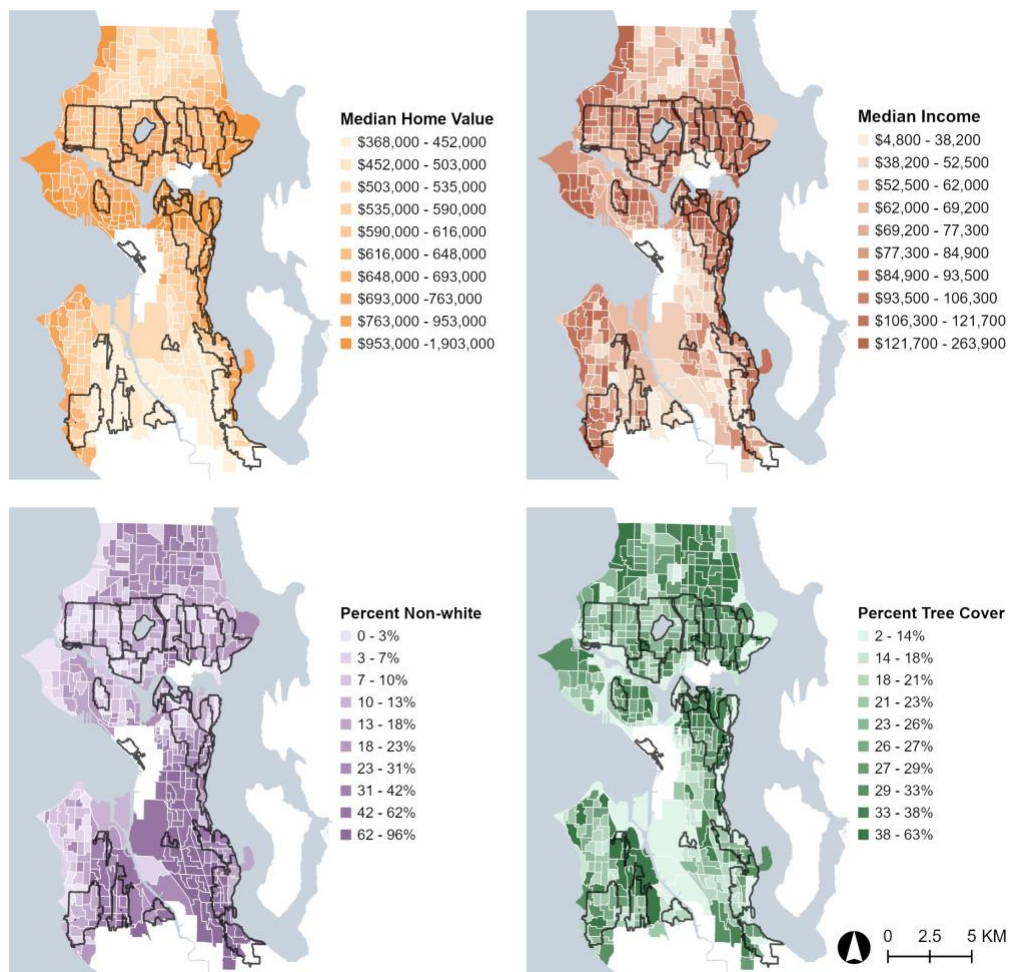 Median Home Value
$368,000 - 452,000
$452,000 - 503,000
$503,000 - 535,000
$535,000 - 590,000
$590,000 - 616,000
$616,000 - 648,000
$648,000 - 693,000
$693,000 -763,000
$763,000 - 953,000
$953,000 -1,903,000
Median Income
$4,800 - 38,200
$38,200 - 52,500
$52,500 - 62,000
$62,000 - 69,200
$69,200 - 77,300
$77,300 - 84,900
$84,900 - 93,500
$93,500 - 106,300
$106,300 - 121,700
$121,700 - 263,900
Percent Non-white
0 - 3%
3 - 7%
7 - 10%
10 - 13%
13 - 18%
18 - 23%
23 - 31%
31 - 42%
42 - 62%
62 - 96%
Percent Tree Cover
2 - 14%
14 - 18%
18 - 21%
21 - 23%
23 - 26%
26 - 27%
27 - 29%
29 - 33%
33 - 38%
38 - 63%
0 2.5 5 KM